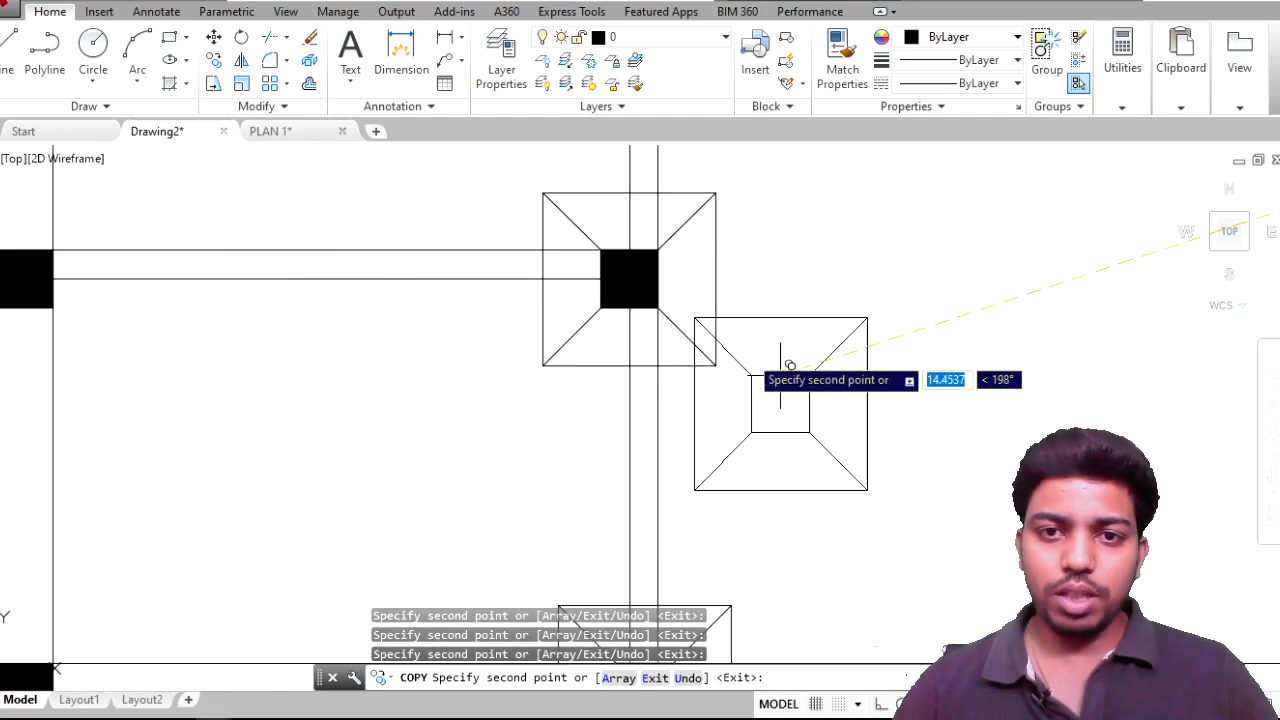 Home Insert Annotate Parametric View Manage Output Add-ins A360 Express Tools Featured Apps BIM 360 Performance
Polyline
Circle
Arc
Text
Dimension
Layer
Properties
0
Insert
Match
Properties
ByLayer
ByLayer
ByLayer
Group
Utilities
Clipboard
View
Draw
Modify
Annotation
Layers
Block
Properties
Groups
Start
Drawing2*
PLAN 1*
[Top][2D Wireframe]
N
W
TOP
E
S
WCS
Specify second point or
14.4537
< 198°
Y
X
Specify second point or [Array/Exit/Undo] <Exit>:
Specify second point or [Array/Exit/Undo] <Exit>:
Specify second point or [Array/Exit/Undo] <Exit>:
COPY Specify second point or [Array Exit Undo] <Exit>:
Model Layout1 Layout2
MODEL